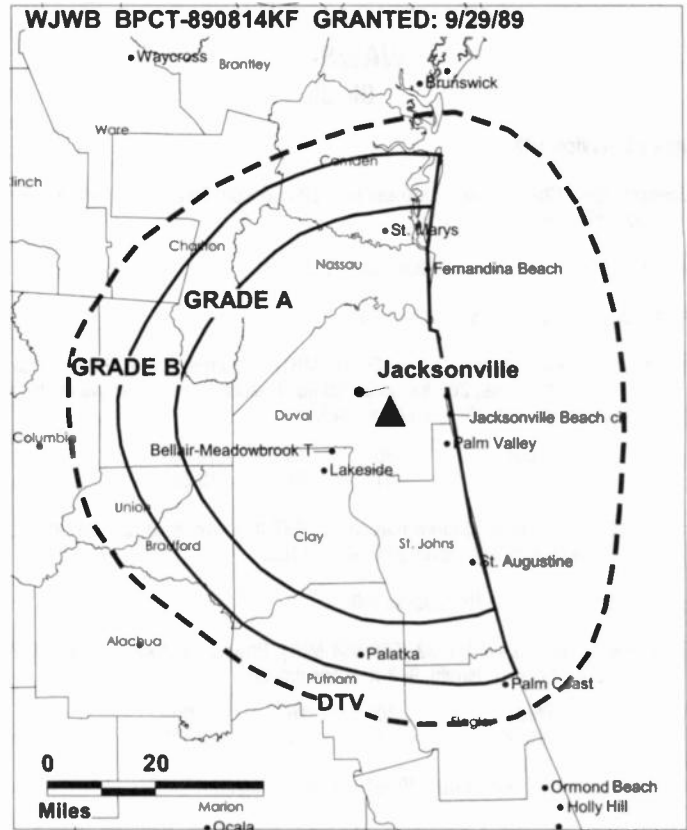 WJWB BPCT-890814KF GRANTED: 9/29/89
Waycross
Brantley
Brunswick
Ware
Camden
clinch
Charlton
St. Marys
Nassau
Fernandina Beach
GRADE A
GRADE B
Jacksonville
Duval
Jacksonville Beach ci
Columbia
Palm Valley
Bellair-Meadowbrook T
Lakeside
Union
Bradford
Clay
St. Johns
St. Augustine
Alachua
Palatka
Putnam
Palm Coast
DTV
Flagler
0 20
Miles
Marion
Ormond Beach
Holly Hill
Ocala